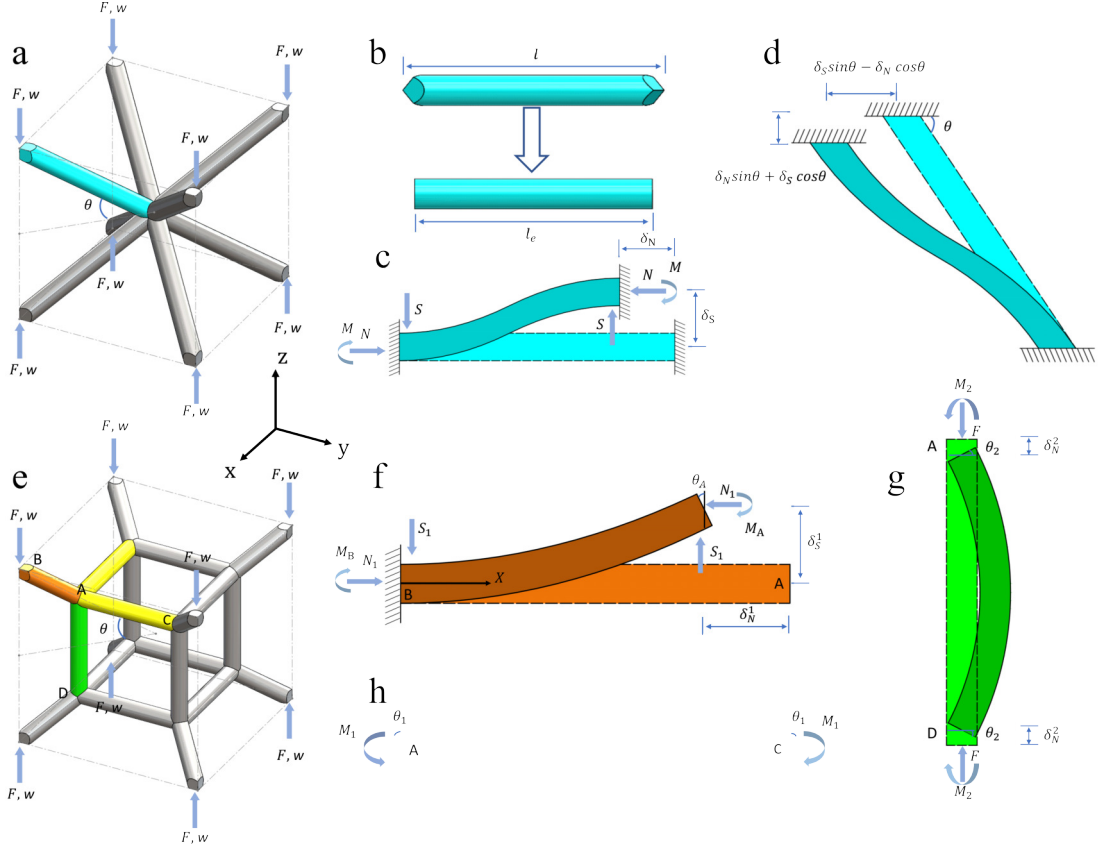 a
F, w
F, w
F, w
F, w
θ
F, w
F, w
F, w
F, w
b
l
l_e
c
δ_N
S
N
M
M
N
S
δ_S
d
δ_S sinθ − δ_N cosθ
θ
δ_N sinθ + δ_S cosθ
z
y
x
e
F, w
F, w
F, w
B
F, w
A
C
θ
D
F, w
F, w
F, w
F, w
f
θ_A
N_1
M_A
S_1
M_B
N_1
S_1
δ_S^1
X
B
A
δ_N^1
g
M_2
F
A
θ_2
δ_N^2
D
θ_2
δ_N^2
F
M_2
h
M_1
θ_1
A
θ_1
M_1
C